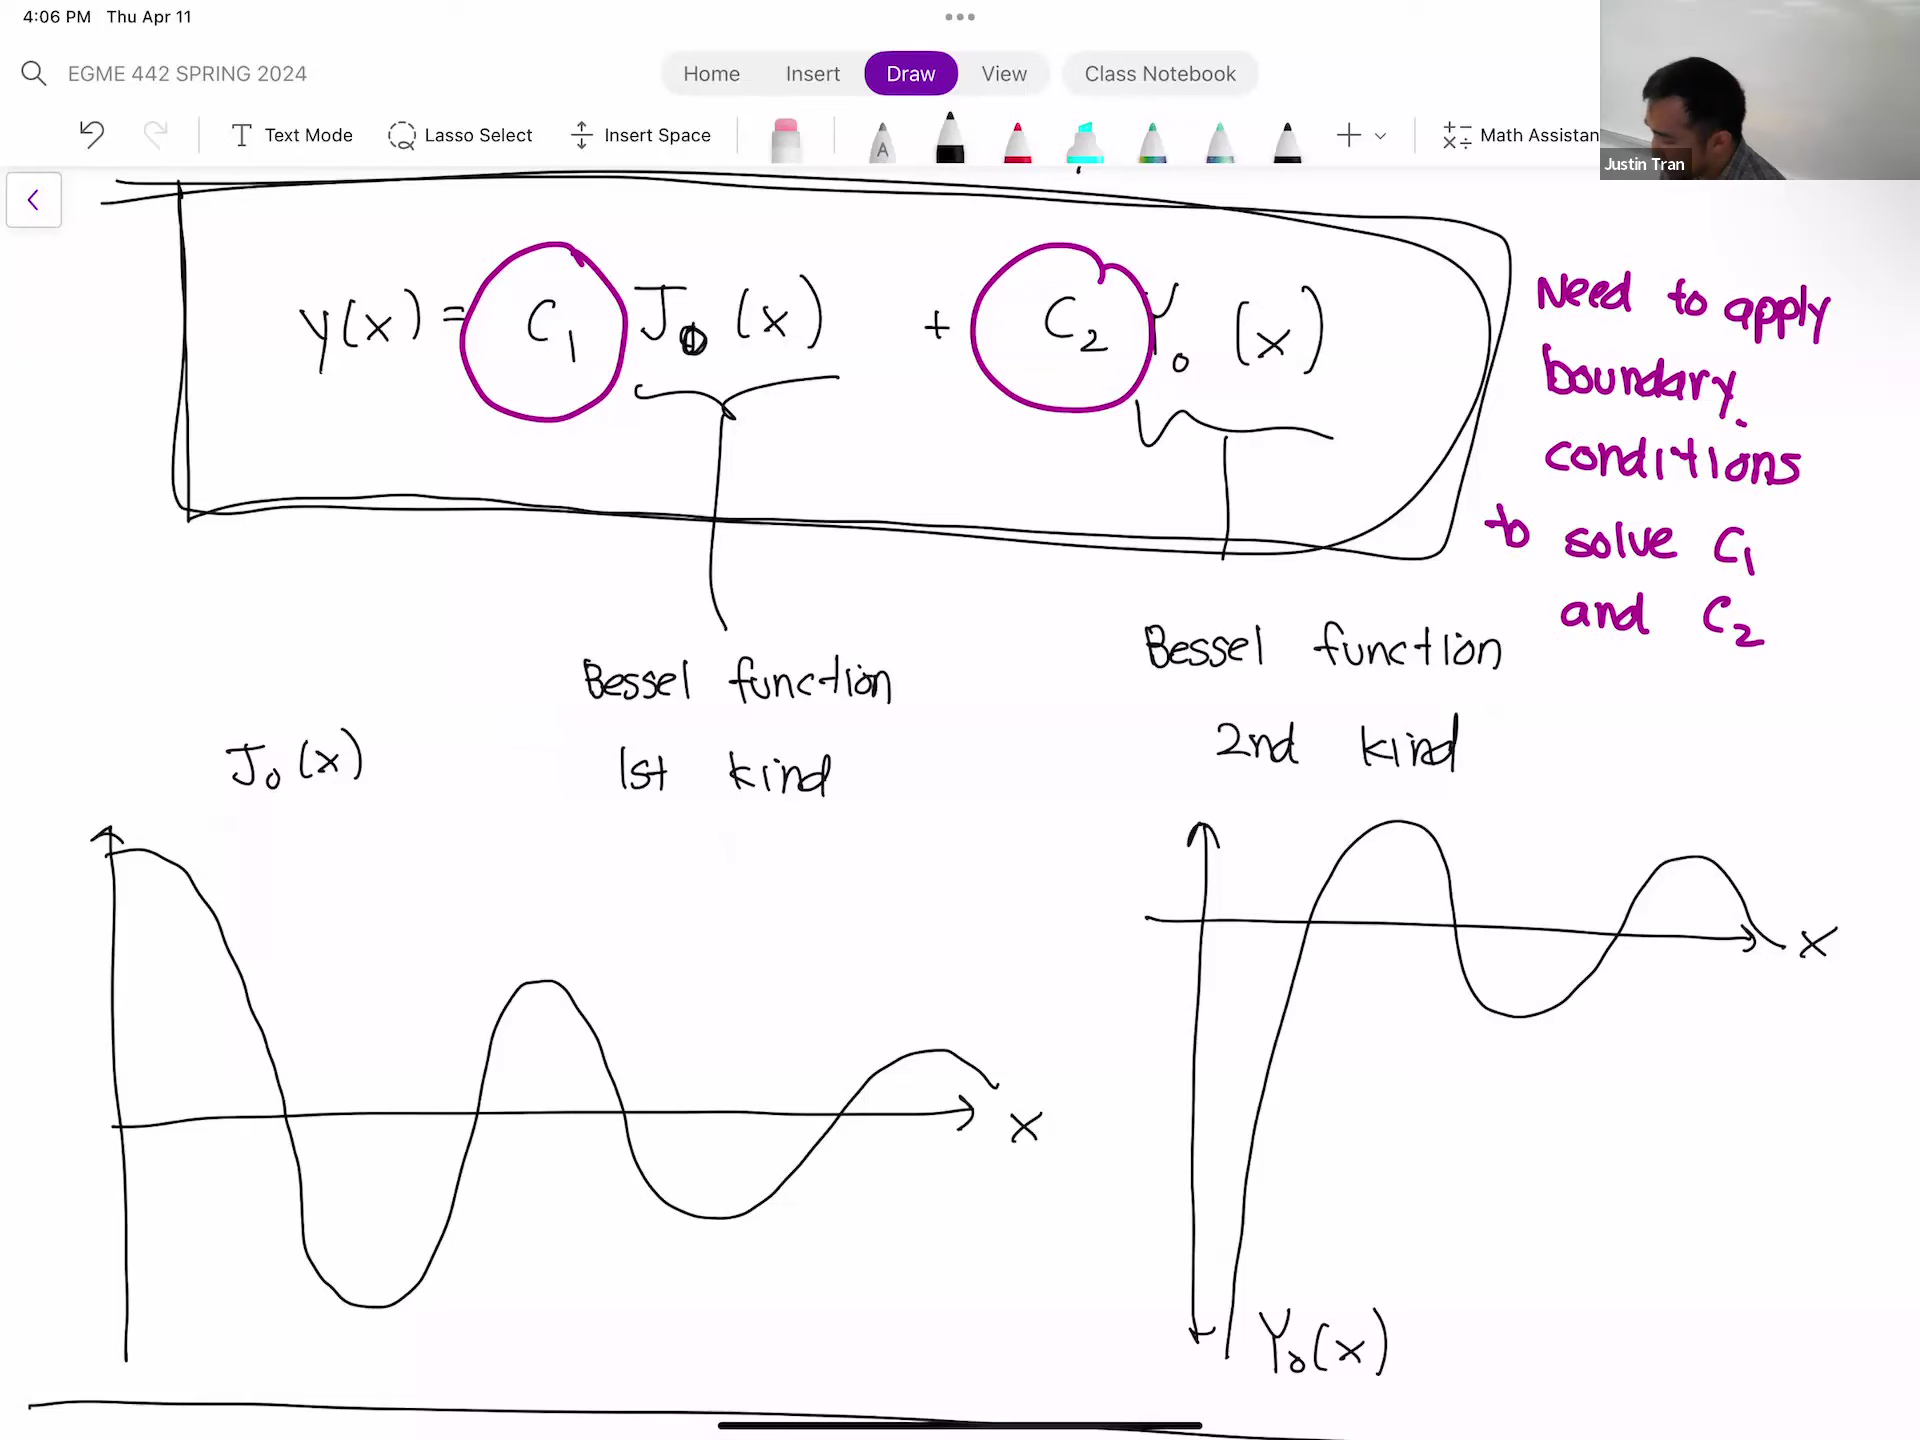 4:06 PM Thu Apr 11
EGME 442 SPRING 2024
Home Insert Draw View Class Notebook
Text Mode Lasso Select Insert Space A Math Assistan
Justin Tran
y(x) = C₁ J₀ (x) + C₂ Y₀ (x)
Need to apply
boundary
conditions
to solve C₁
and C₂
Bessel function
1st kind
Bessel function
2nd kind
J₀ (x)
x
x
Y₀(x)